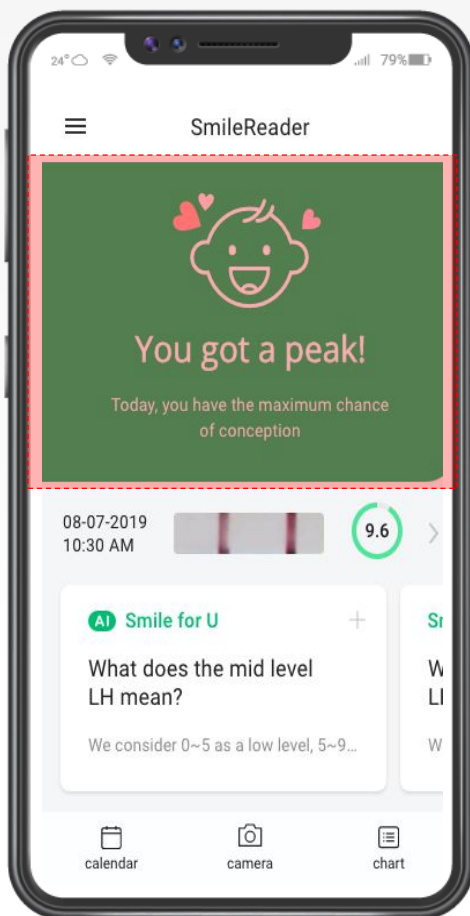 24°
79%
SmileReader
You got a peak!
Today, you have the maximum chance
of conception
08-07-2019
10:30 AM
9.6
AI Smile for U
What does the mid level
LH mean?
We consider 0~5 as a low level, 5~9...
calendar
camera
chart